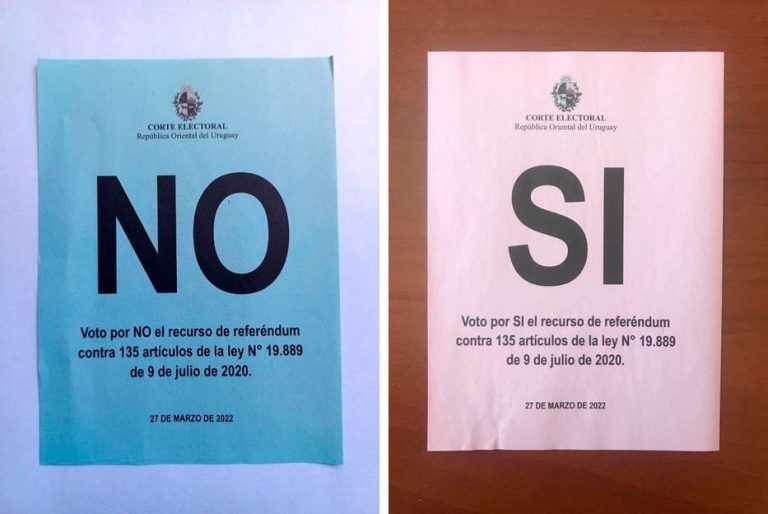 CORTE ELECTORAL
República Oriental del Uruguay
NO
Voto por NO el recurso de referéndum
contra 135 artículos de la ley N° 19.889
de 9 de julio de 2020.
27 DE MARZO DE 2022
CORTE ELECTORAL
República Oriental del Uruguay
SI
Voto por SI el recurso de referéndum
contra 135 artículos de la ley N° 19.889
de 9 de julio de 2020.
27 DE MARZO DE 2022